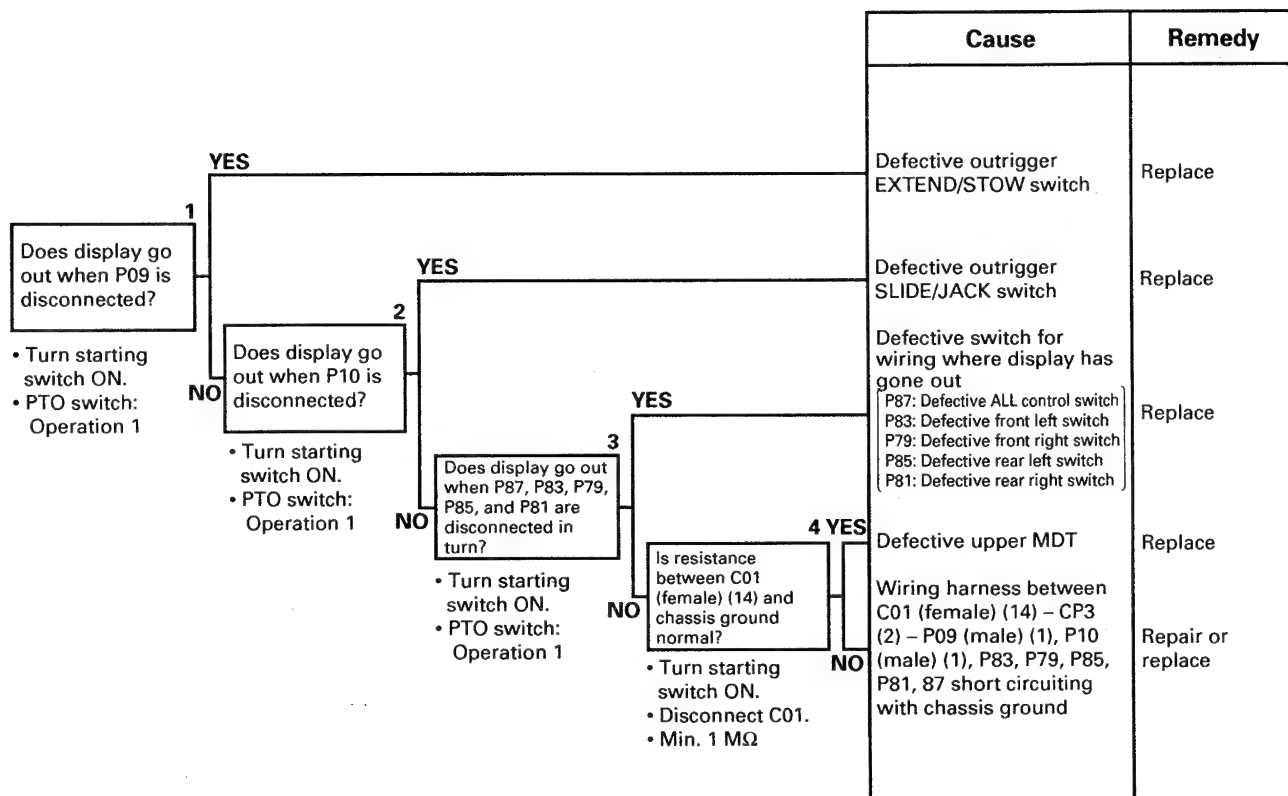 Cause
Remedy
YES
Defective outrigger
EXTEND/STOW switch
Replace
1
Does display go
out when P09 is
disconnected?
• Turn starting
switch ON.
• PTO switch:
Operation 1
NO
YES
Defective outrigger
SLIDE/JACK switch
Replace
2
Does display go
out when P10 is
disconnected?
• Turn starting
switch ON.
• PTO switch:
Operation 1
NO
YES
Defective switch for
wiring where display has
gone out
P87: Defective ALL control switch
P83: Defective front left switch
P79: Defective front right switch
P85: Defective rear left switch
P81: Defective rear right switch
Replace
3
Does display go out
when P87, P83, P79,
P85, and P81 are
disconnected in
turn?
• Turn starting
switch ON.
• PTO switch:
Operation 1
NO
4 YES
Defective upper MDT
Replace
Is resistance
between C01
(female) (14) and
chassis ground
normal?
• Turn starting
switch ON.
• Disconnect C01.
• Min. 1 MΩ
NO
Wiring harness between
C01 (female) (14) – CP3
(2) – P09 (male) (1), P10
(male) (1), P83, P79, P85,
P81, 87 short circuiting
with chassis ground
Repair or
replace